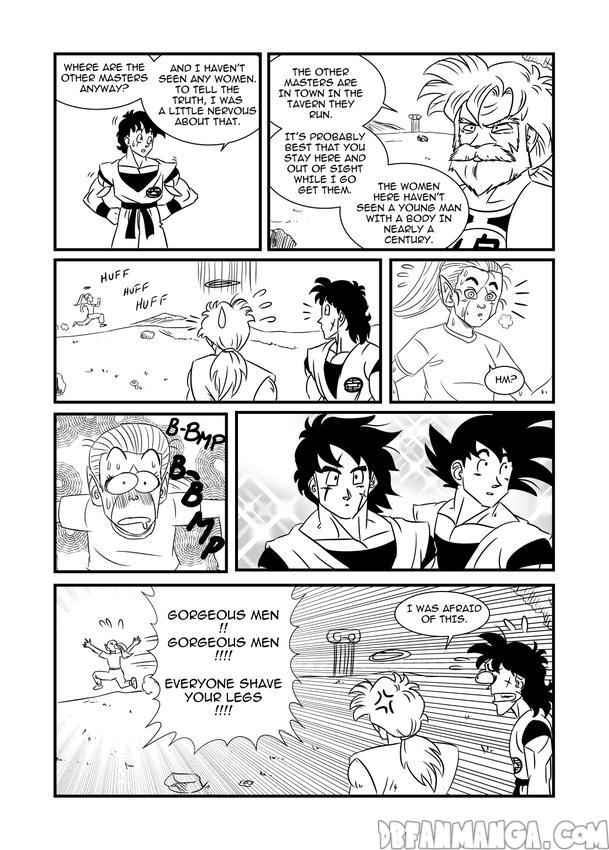 WHERE ARE THE
OTHER MASTERS
ANYWAY?
AND I HAVEN'T
SEEN ANY WOMEN.
TO TELL THE
TRUTH, I WAS
A LITTLE NERVOUS
ABOUT THAT.
THE OTHER
MASTERS ARE
IN TOWN IN THE
TAVERN THEY
RUN.
IT'S PROBABLY
BEST THAT YOU
STAY HERE AND
OUT OF SIGHT
WHILE I GO
GET THEM.
THE WOMEN
HERE HAVEN'T
SEEN A YOUNG MAN
WITH A BODY IN
NEARLY A
CENTURY.
HUFF
HUFF
HUFF
HM?
B-BMP
B-B
MP
GORGEOUS MEN
!!
GORGEOUS MEN
!!!!
EVERYONE SHAVE
YOUR LEGS
!!!!
I WAS AFRAID
OF THIS.
DBFANMANGA.COM